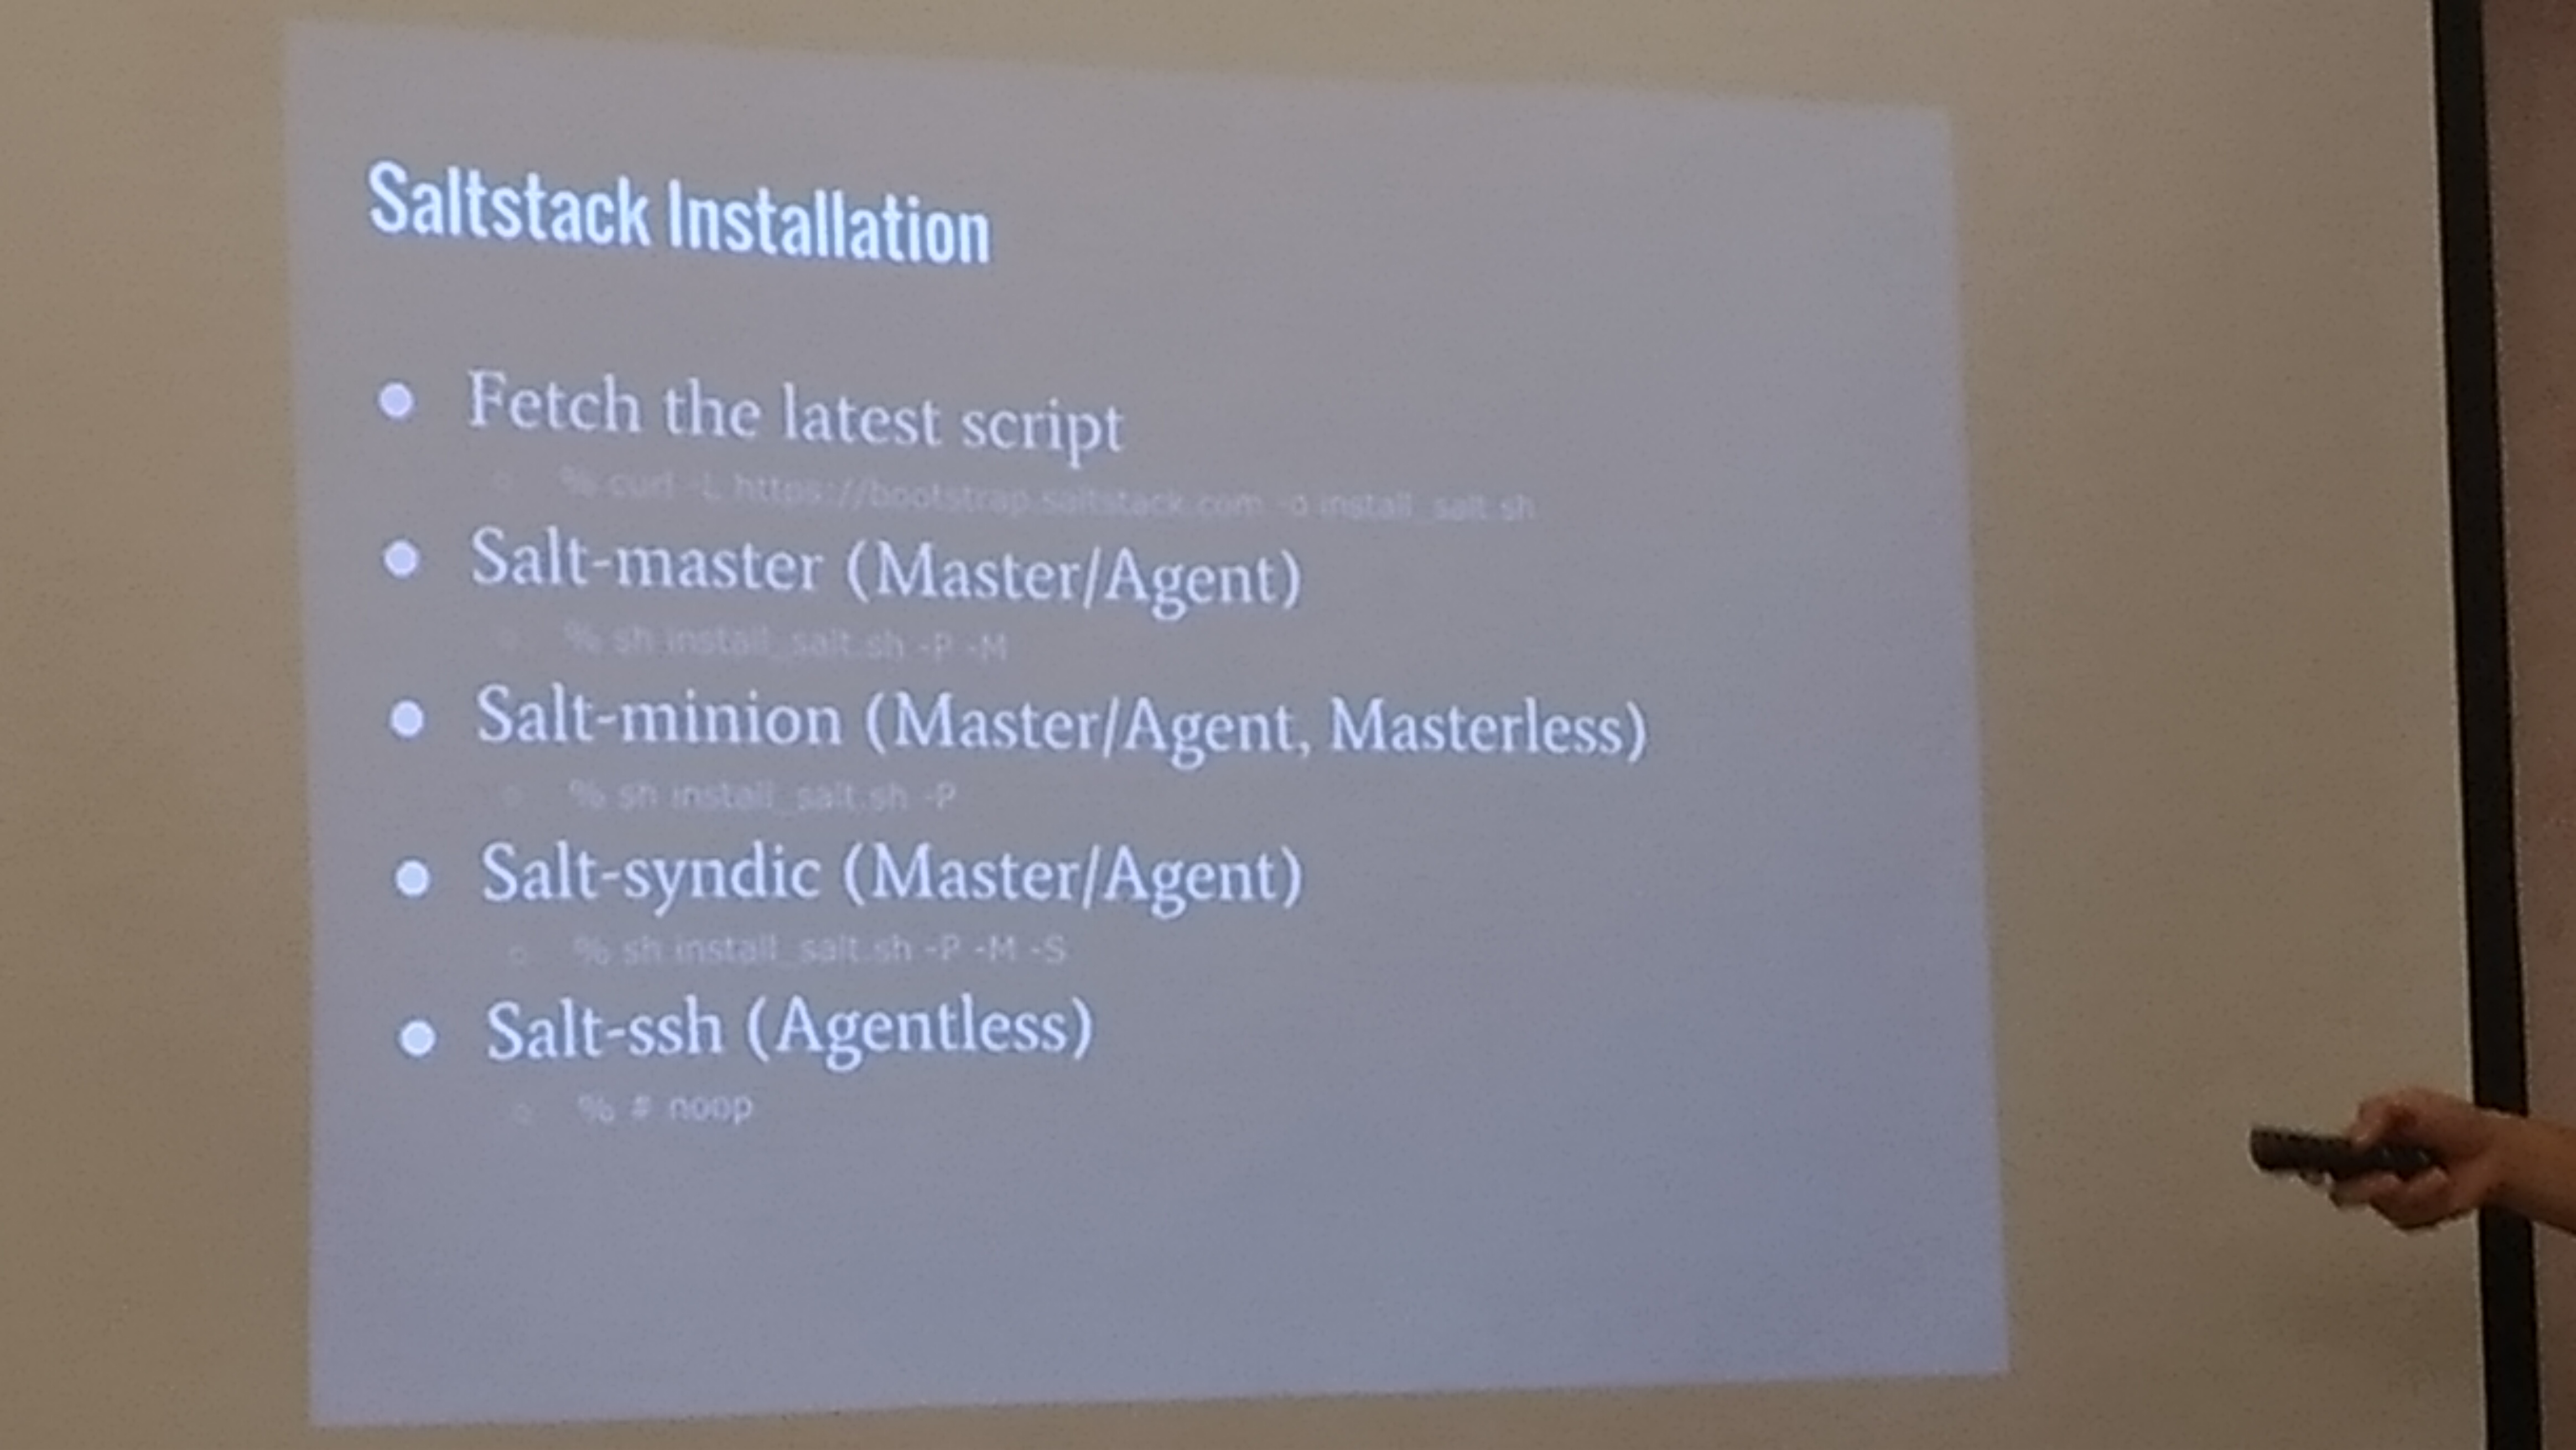 Saltstack Installation
● Fetch the latest script
○ % curl -L https://bootstrap.saltstack.com -o install_salt.sh
● Salt-master (Master/Agent)
○ % sh install_salt.sh -P -M
● Salt-minion (Master/Agent, Masterless)
○ % sh install_salt.sh -P
● Salt-syndic (Master/Agent)
○ % sh install_salt.sh -P -M -S
● Salt-ssh (Agentless)
○ % # noop